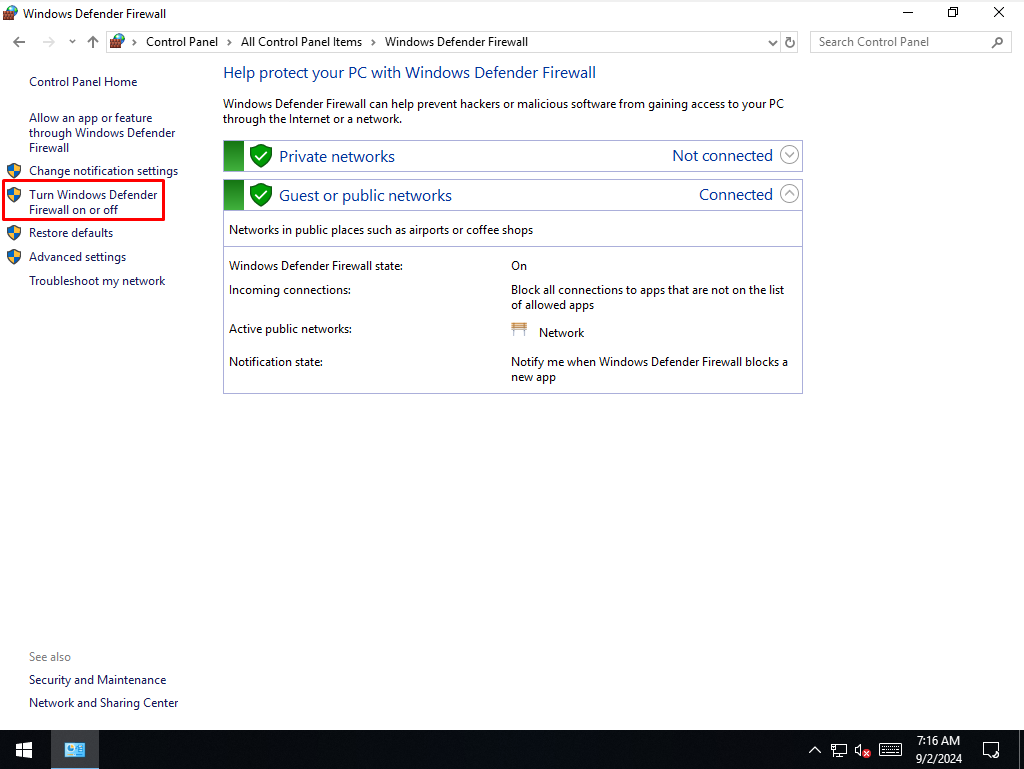 Windows Defender Firewall
Control Panel > All Control Panel Items > Windows Defender Firewall
Search Control Panel
Control Panel Home
Allow an app or feature
through Windows Defender
Firewall
Change notification settings
Turn Windows Defender
Firewall on or off
Restore defaults
Advanced settings
Troubleshoot my network
Help protect your PC with Windows Defender Firewall
Windows Defender Firewall can help prevent hackers or malicious software from gaining access to your PC
through the Internet or a network.
Private networks Not connected
Guest or public networks Connected
Networks in public places such as airports or coffee shops
Windows Defender Firewall state: On
Incoming connections: Block all connections to apps that are not on the list
of allowed apps
Active public networks: Network
Notification state: Notify me when Windows Defender Firewall blocks a
new app
See also
Security and Maintenance
Network and Sharing Center
7:16 AM
9/2/2024